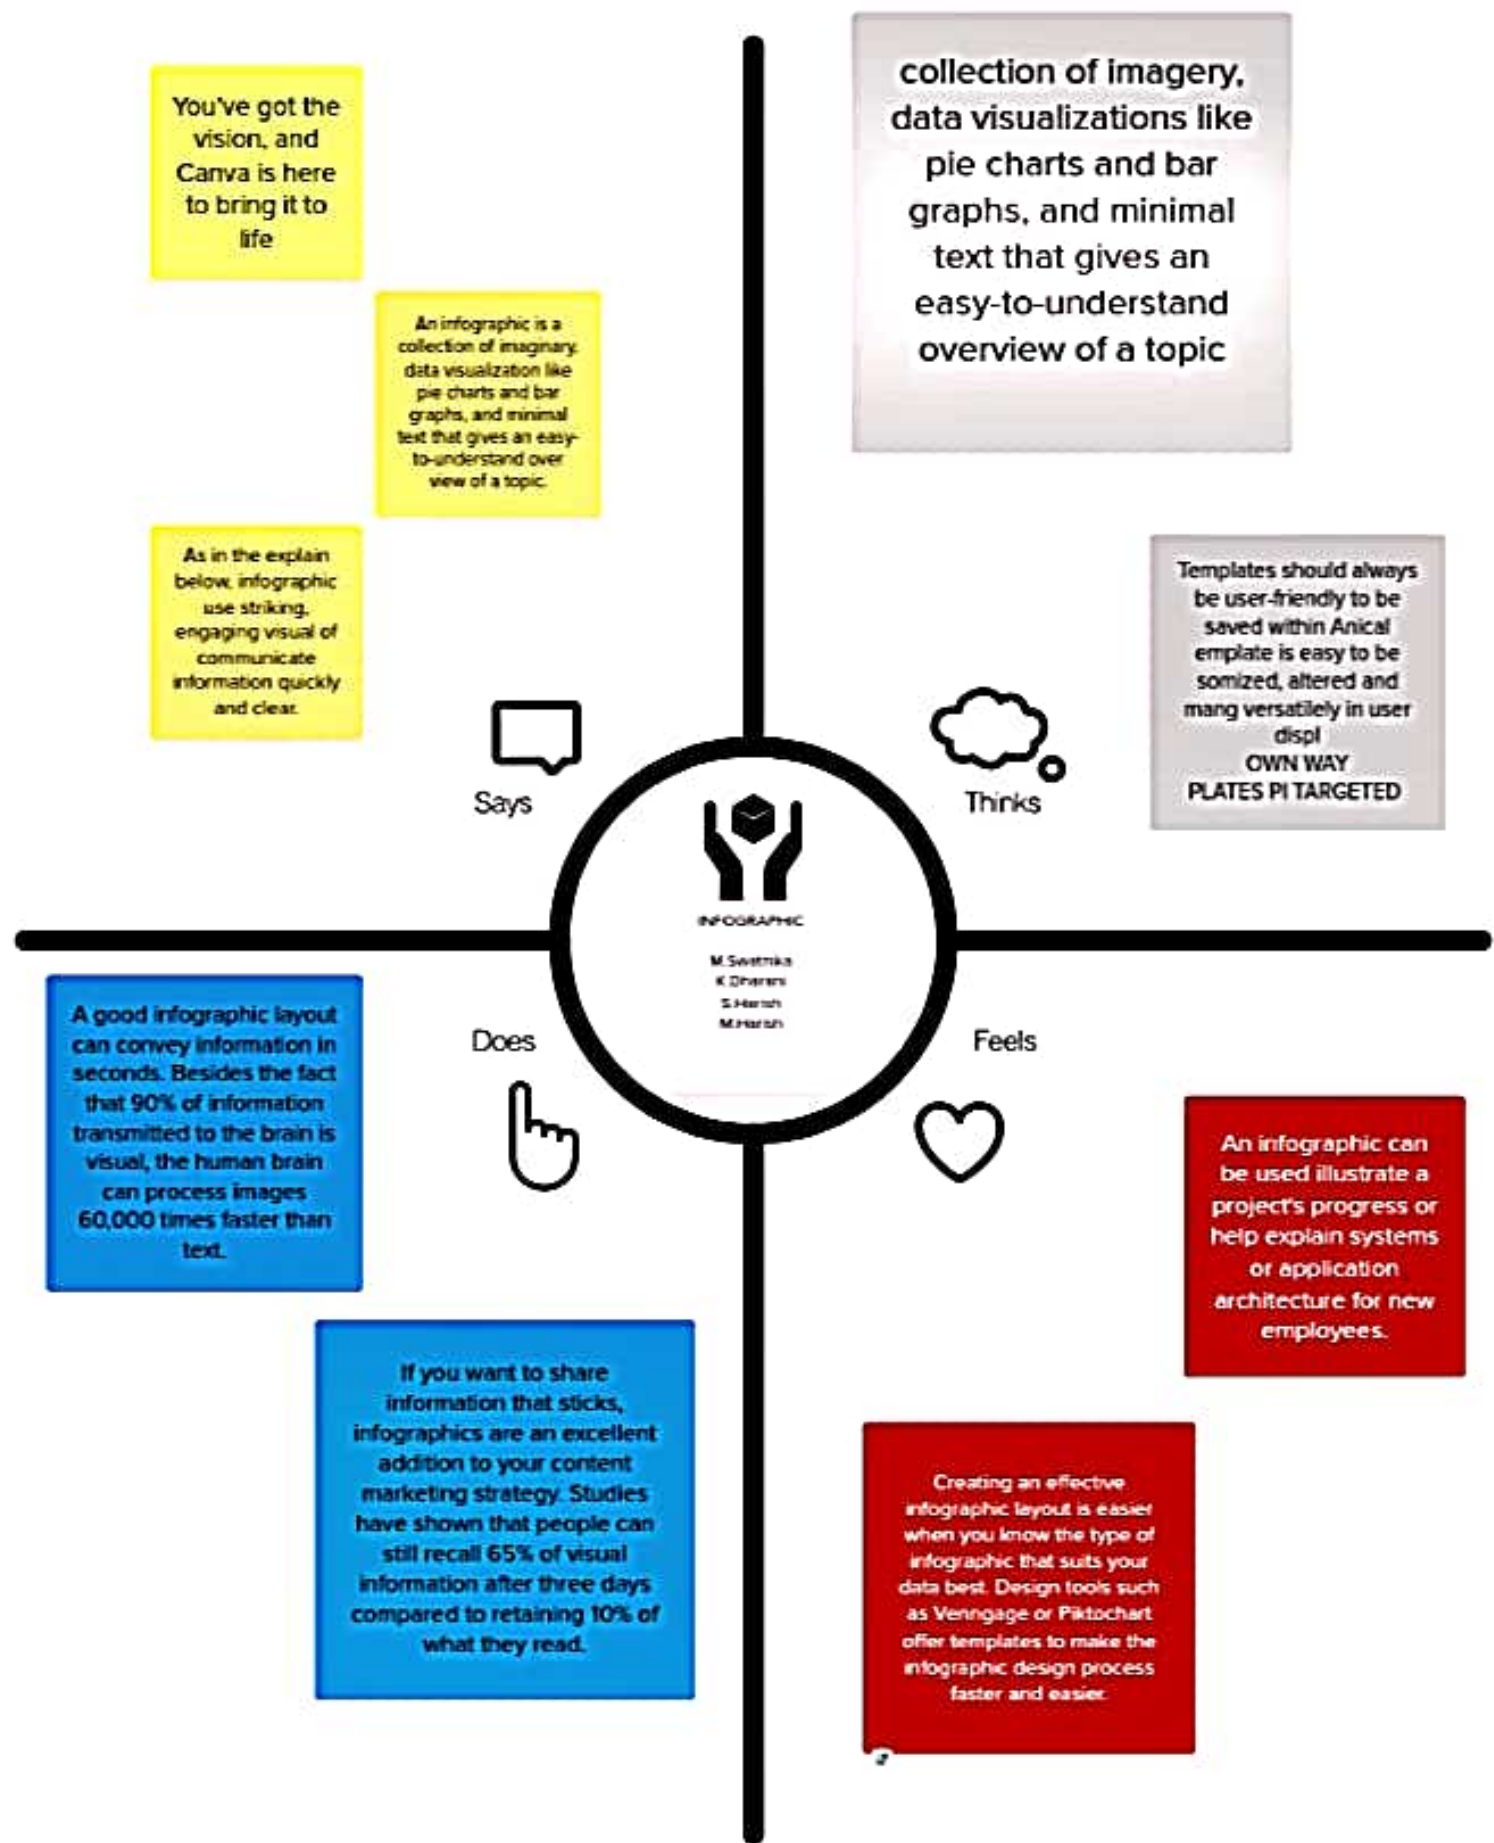 You've got the
vision, and
Canva is here
to bring it to
life
An infographic is a
collection of imaginary,
data visualization like
pie charts and bar
graphs, and minimal
text that gives an easy-
to-understand over
view of a topic.
As in the explain
below, infographic
use striking,
engaging visual of
communicate
information quickly
and clear.
Says
collection of imagery,
data visualizations like
pie charts and bar
graphs, and minimal
text that gives an
easy-to-understand
overview of a topic
Templates should always
be user-friendly to be
saved within Anical
emplate is easy to be
somized, altered and
mang versatilely in user
displ
OWN WAY
PLATES PI TARGETED
Thinks
INFOGRAPHIC
M.Swathika
K.Dharani
S.Harish
M.Harish
Does
A good infographic layout
can convey information in
seconds. Besides the fact
that 90% of information
transmitted to the brain is
visual, the human brain
can process images
60,000 times faster than
text.
If you want to share
information that sticks,
infographics are an excellent
addition to your content
marketing strategy. Studies
have shown that people can
still recall 65% of visual
information after three days
compared to retaining 10% of
what they read.
Feels
An infographic can
be used illustrate a
project's progress or
help explain systems
or application
architecture for new
employees.
Creating an effective
infographic layout is easier
when you know the type of
infographic that suits your
data best. Design tools such
as Venngage or Piktochart
offer templates to make the
infographic design process
faster and easier.